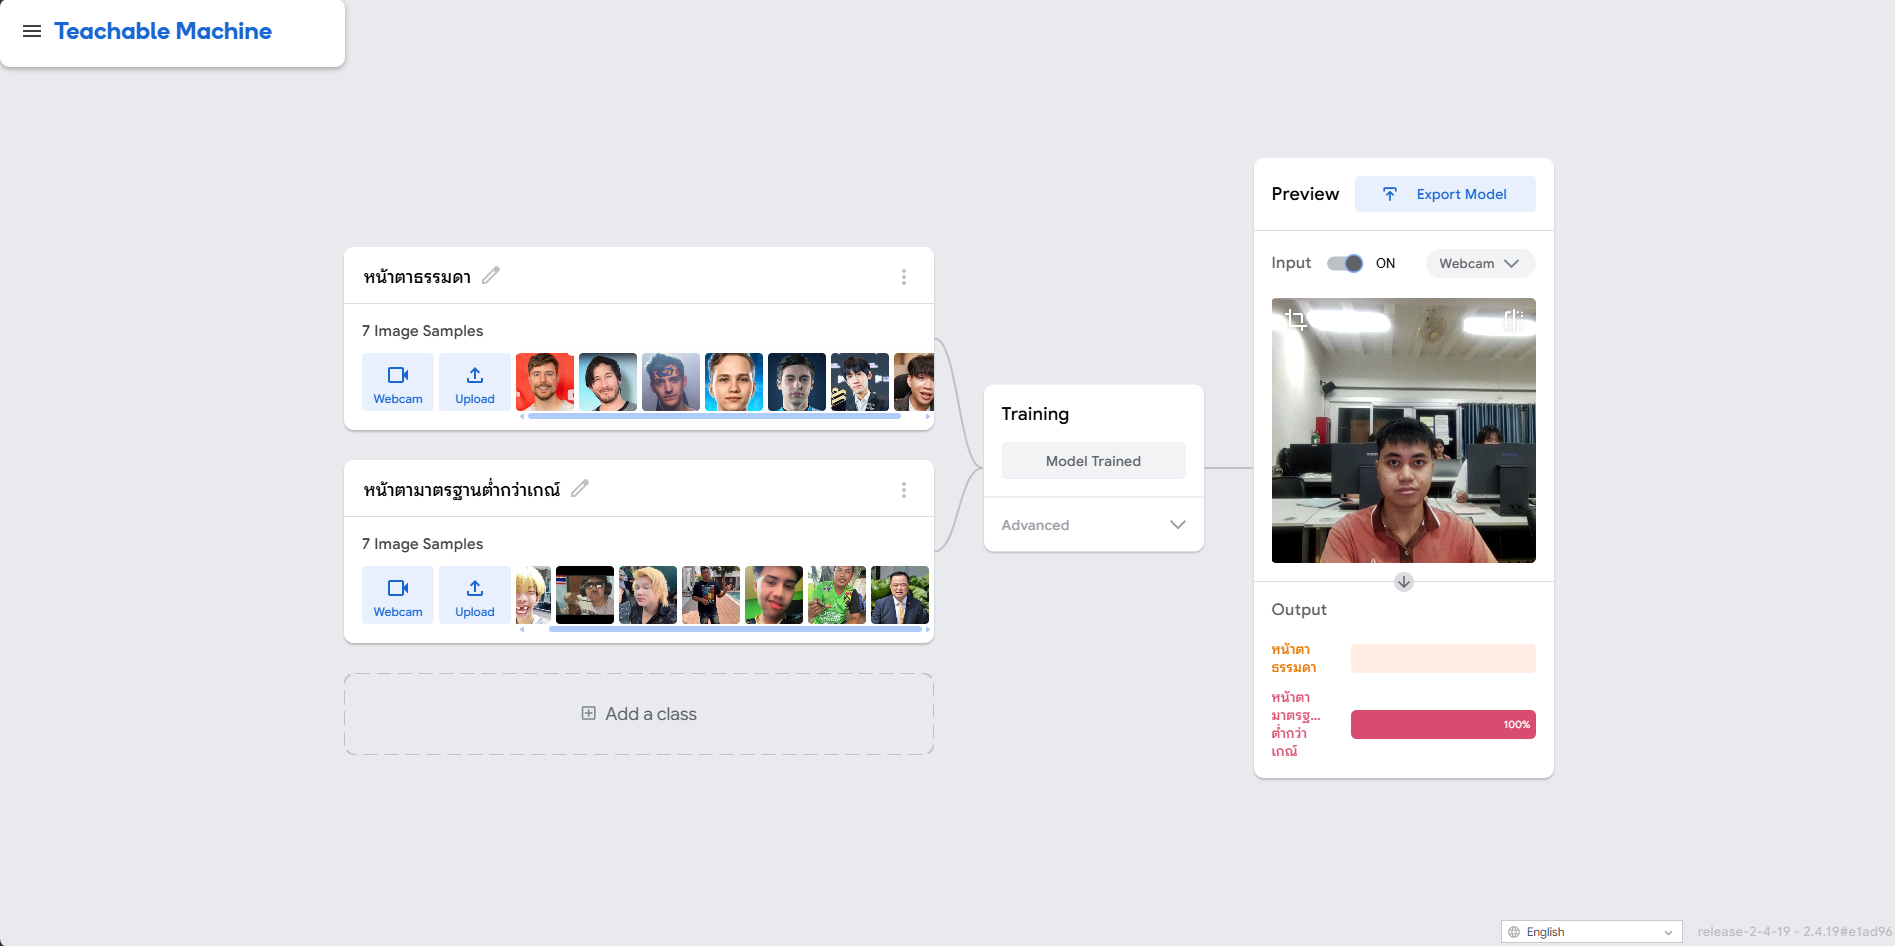 Teachable Machine
หน้าตาธรรมดา
7 Image Samples
Webcam
Upload
หน้าตามาตรฐานต่ำกว่าเกณ์
7 Image Samples
Webcam
Upload
Add a class
Training
Model Trained
Advanced
Preview
Export Model
Input
ON
Webcam
Output
หน้าตา
ธรรมดา
หน้าตา
มาตรฐ...
ต่ำกว่า
เกณ์
100%
English
release-2-4-19 - 2.4.19#e1ad96